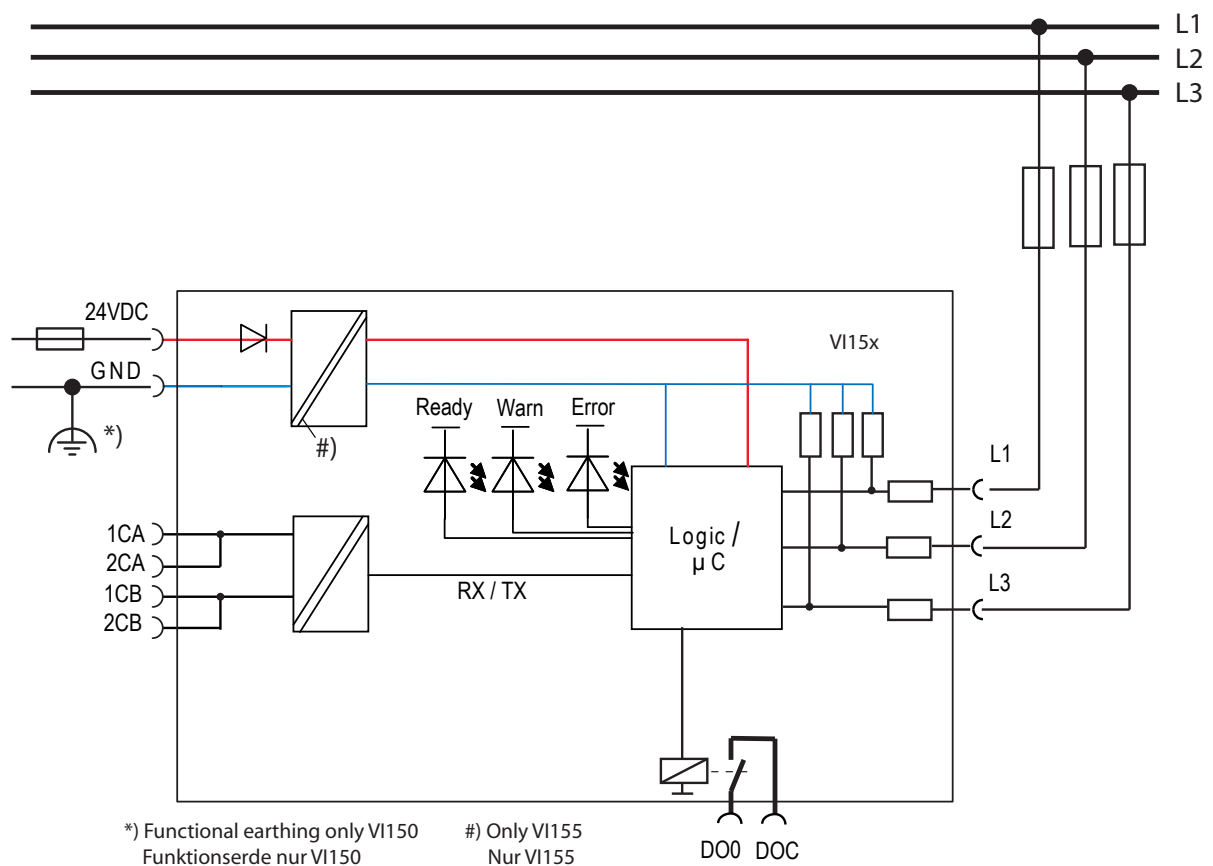 L1
L2
L3
24VDC
GND
*)
#)
VI15x
Ready Warn Error
L1
L2
L3
1CA
2CA
1CB
2CB
RX / TX
Logic /
µC
*) Functional earthing only VI150
Funktionserde nur VI150
#) Only VI155
Nur VI155
DO0 DOC